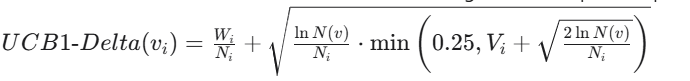 UCB1-Delta(v_i) = \frac{W_i}{N_i} + \sqrt{\frac{\ln N(v)}{N_i} \cdot \min\left(0.25, V_i + \sqrt{\frac{2 \ln N(v)}{N_i}}\right)}